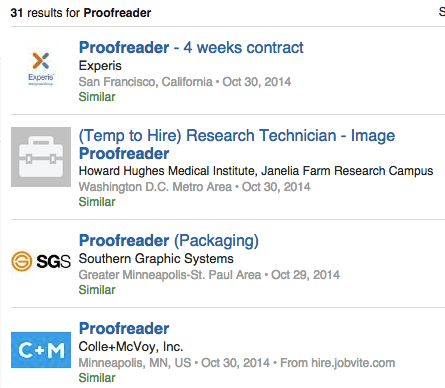 31 results for Proofreader
S
Proofreader - 4 weeks contract
Experis
Experis
San Francisco, California • Oct 30, 2014
Similar
(Temp to Hire) Research Technician - Image
Proofreader
Howard Hughes Medical Institute, Janelia Farm Research Campus
Washington D.C. Metro Area • Oct 30, 2014
Similar
Proofreader (Packaging)
SGS
Southern Graphic Systems
Greater Minneapolis-St. Paul Area • Oct 29, 2014
Similar
Proofreader
C+M
Colle+McVoy, Inc.
Minneapolis, MN, US • Oct 30, 2014 • From hire.jobvite.com
Similar